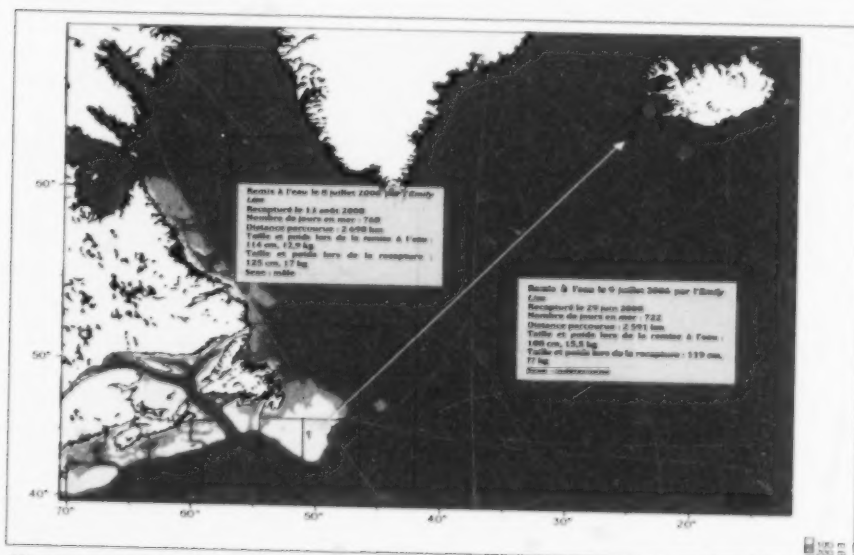 60°
50°
40°
70°
60°
50°
40°
30°
20°
Remis à l'eau le 8 juillet 2006 par l'Emily
Recapturé le 13 août 2008
Nombre de jours en mer : 768
Distance parcourue : 2 698 km
Taille et poids lors de la remise à l'eau :
114 cm, 12,9 kg
Taille et poids lors de la recapture :
125 cm, 17 kg
Sexe : mâle
Remis à l'eau le 9 juillet 2006 par l'Emily
Recapturé le 29 juin 2008
Nombre de jours en mer : 722
Distance parcourue : 2 591 km
Taille et poids lors de la remise à l'eau :
108 cm, 15,5 kg
Taille et poids lors de la recapture : 119 cm,
17 kg
Sexe : indéterminé